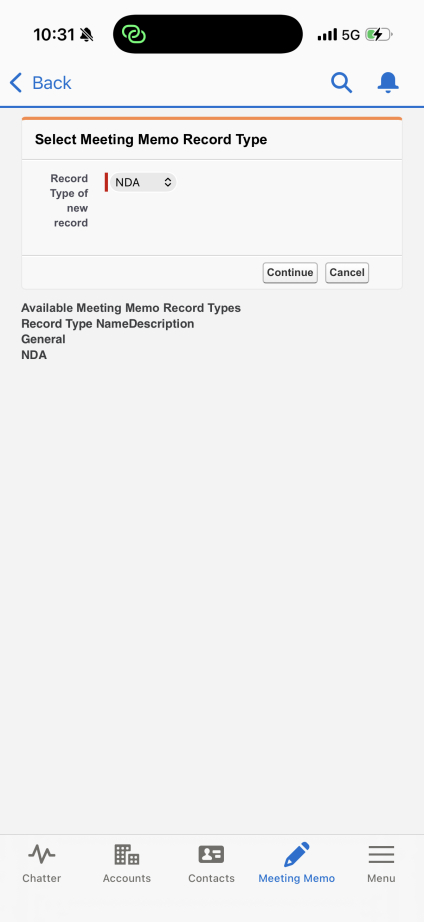 10:31
5G
Back
Select Meeting Memo Record Type
Record
Type of
new
record
NDA
Continue Cancel
Available Meeting Memo Record Types
Record Type NameDescription
General
NDA
Chatter Accounts Contacts Meeting Memo Menu